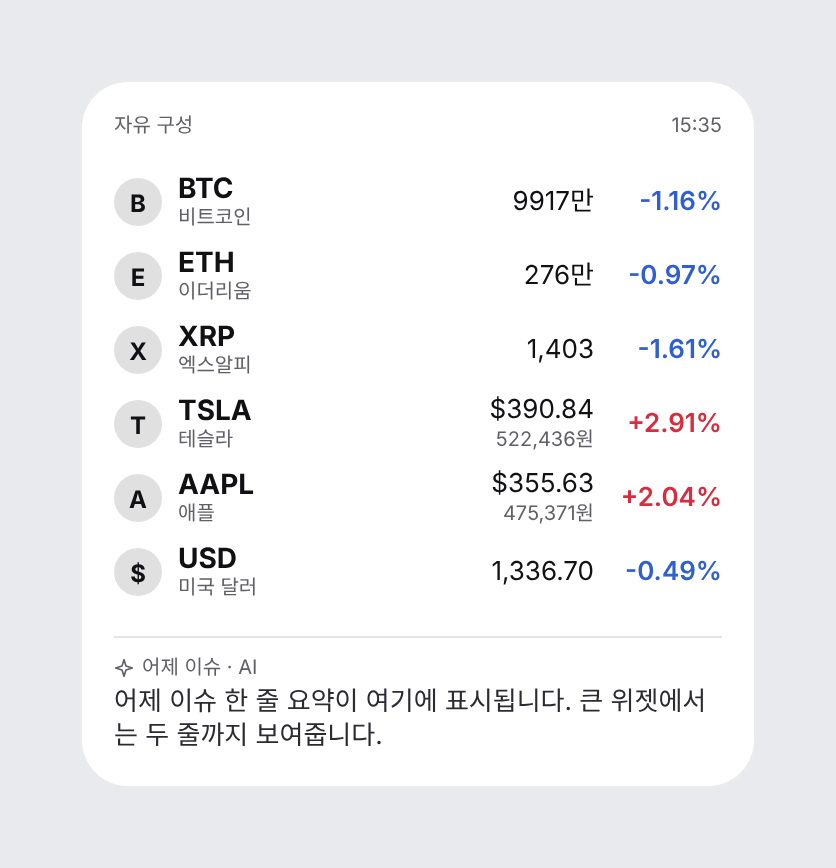 자유 구성 15:35
B BTC 9917만 -1.16%
비트코인
E ETH 276만 -0.97%
이더리움
X XRP 1,403 -1.61%
엑스알피
T TSLA $390.84 +2.91%
테슬라 522,436원
A AAPL $355.63 +2.04%
애플 475,371원
$ USD 1,336.70 -0.49%
미국 달러
어제 이슈 · AI
어제 이슈 한 줄 요약이 여기에 표시됩니다. 큰 위젯에서
는 두 줄까지 보여줍니다.